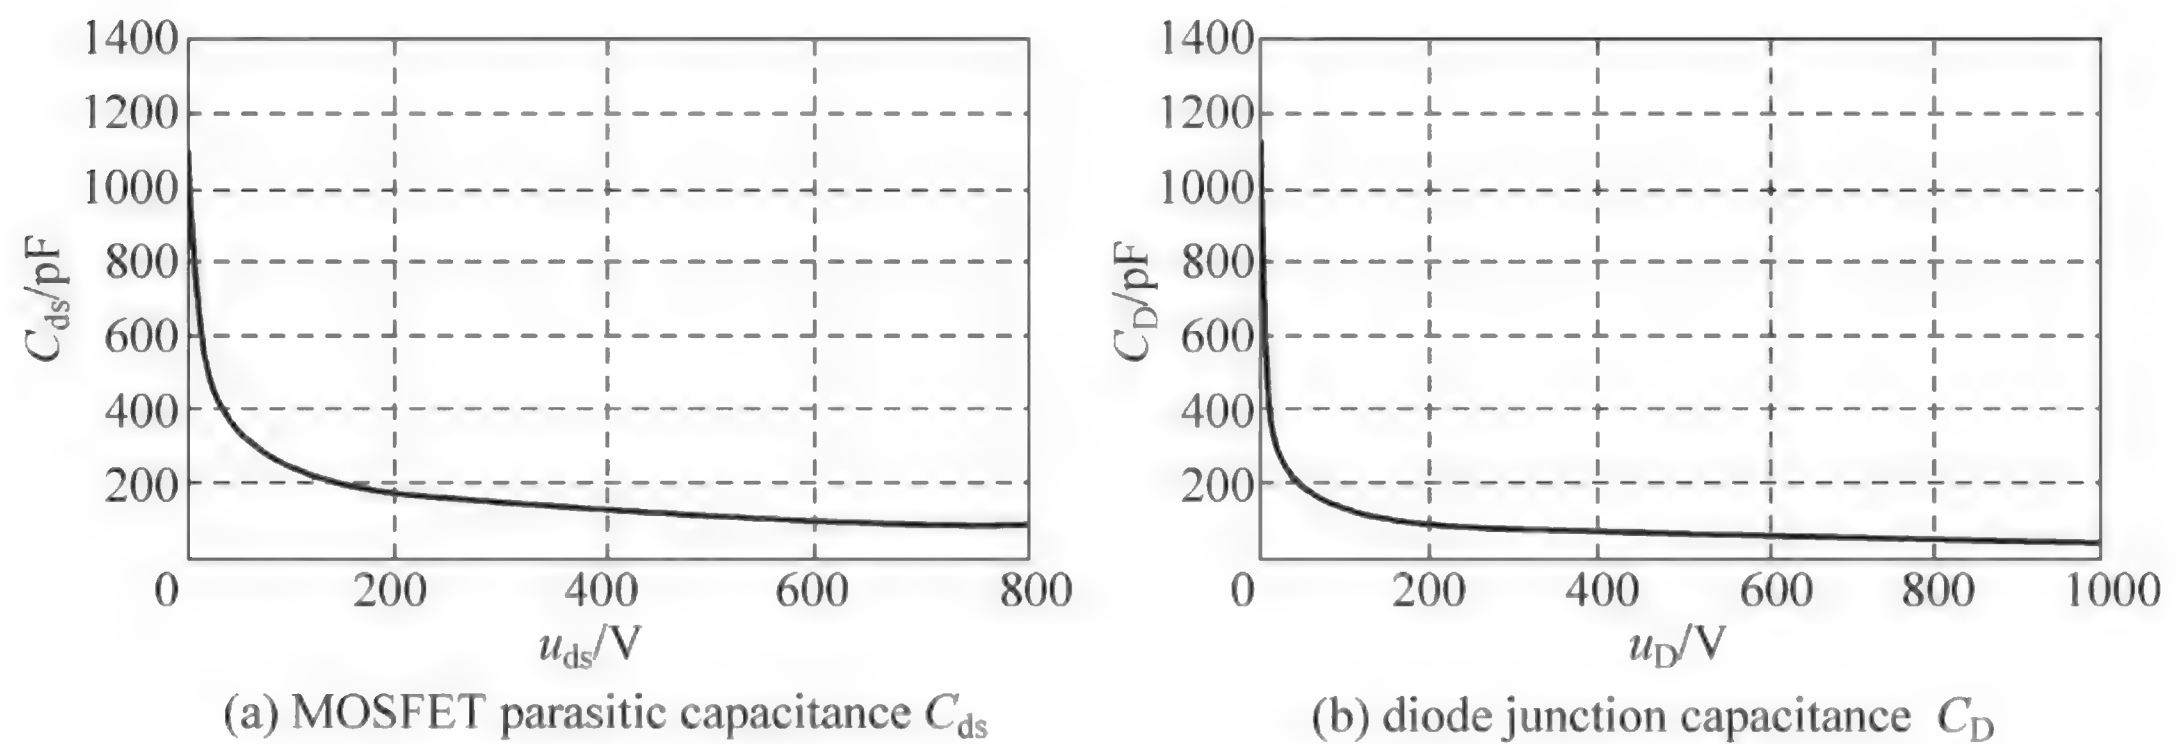 1400
1200
1000
800
600
400
200
0 200 400 600 800
C_ds/pF
u_ds/V
(a) MOSFET parasitic capacitance C_ds
1400
1200
1000
800
600
400
200
0 200 400 600 800 1000
C_D/pF
u_D/V
(b) diode junction capacitance C_D